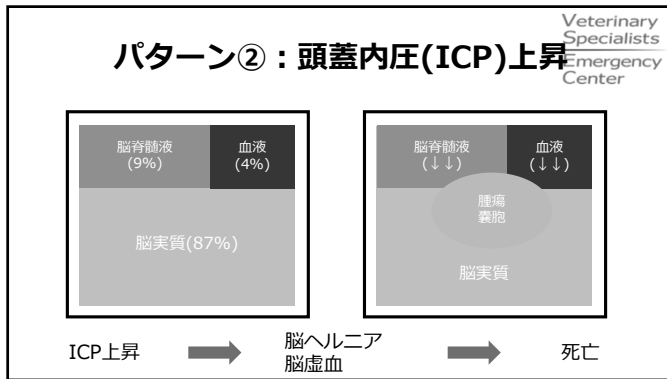 Veterinary
Specialists
Emergency
Center
パターン②：頭蓋内圧(ICP)上昇
脳脊髄液
(9%)
血液
(4%)
脳実質(87%)
脳脊髄液
(↓↓)
血液
(↓↓)
腫瘍
嚢胞
脳実質
ICP上昇
脳ヘルニア
脳虚血
死亡